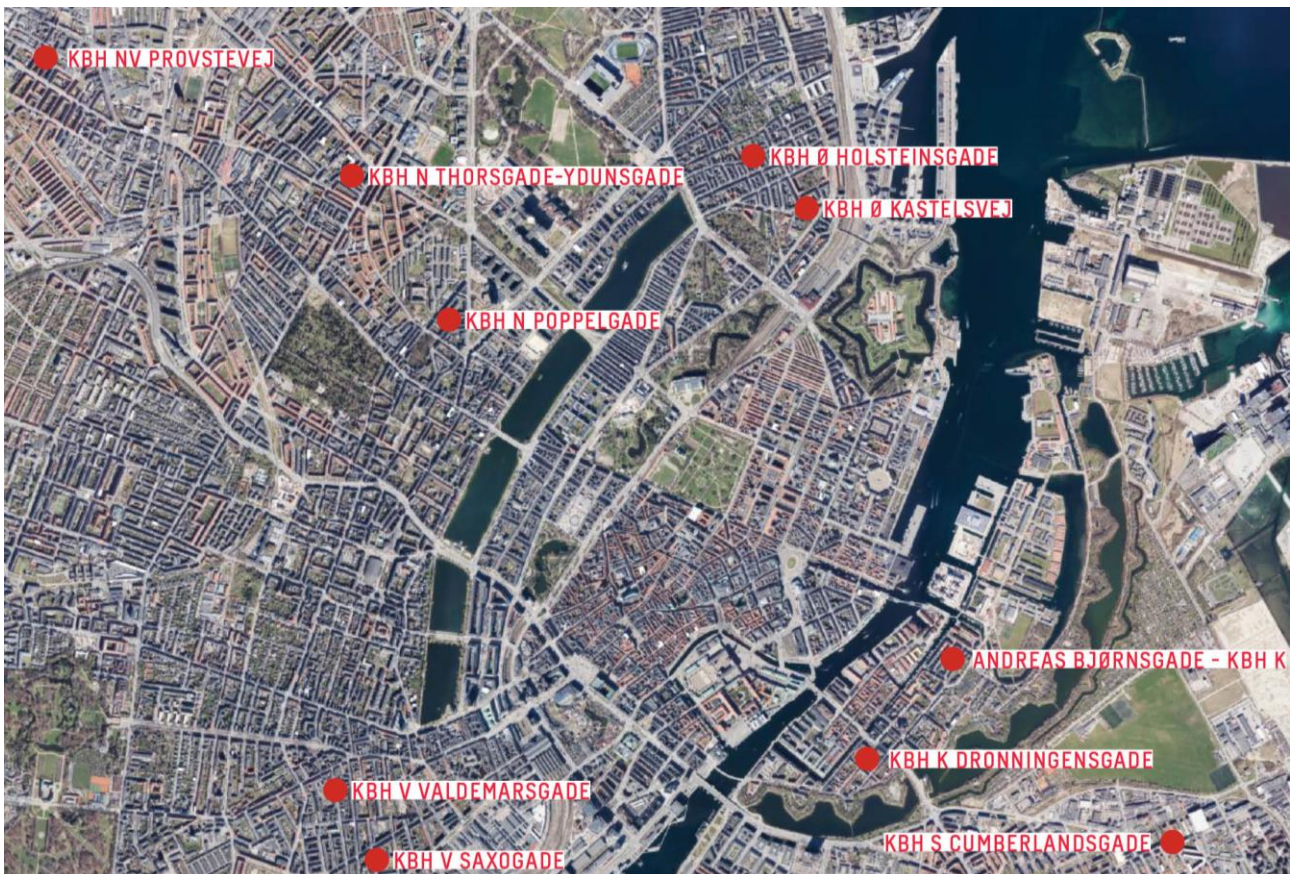 KBH NV PROVSTEVEJ
KBH Ø HOLSTEINSGADE
KBH N THORSGADE-YDUNSGADE
KBH Ø KASTELSVEJ
KBH N POPPELGADE
ANDREAS BJØRNSGADE - KBH K
KBH K DRONNINGENSGADE
KBH V VALDEMARSGADE
KBH S CUMBERLANDSGADE
KBH V SAXOGADE